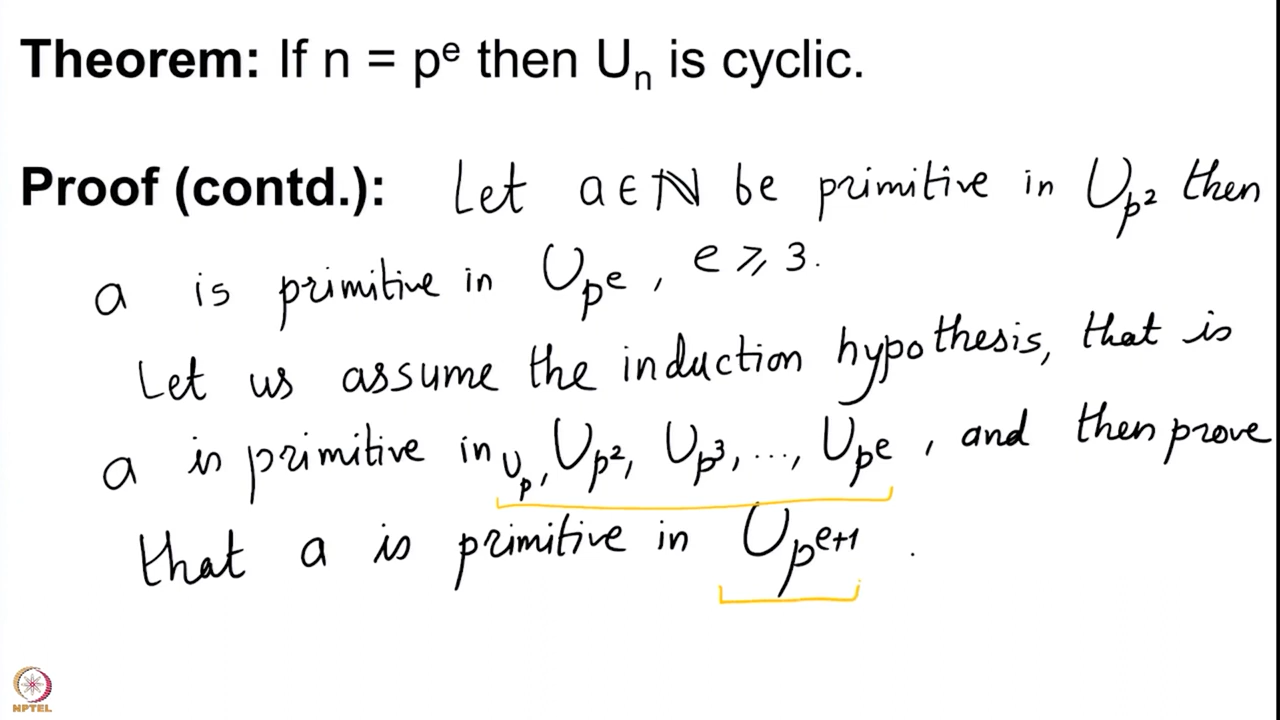 Theorem: If n = pᵉ then Uₙ is cyclic.
Proof (contd.): Let a ∈ ℕ be primitive in U_{p²} then
a is primitive in U_{pᵉ}, e ⩾ 3.
Let us assume the induction hypothesis, that is
a is primitive in U_p, U_{p²}, U_{p³}, ..., U_{pᵉ}, and then prove
that a is primitive in U_{p^{e+1}}.
NPTEL